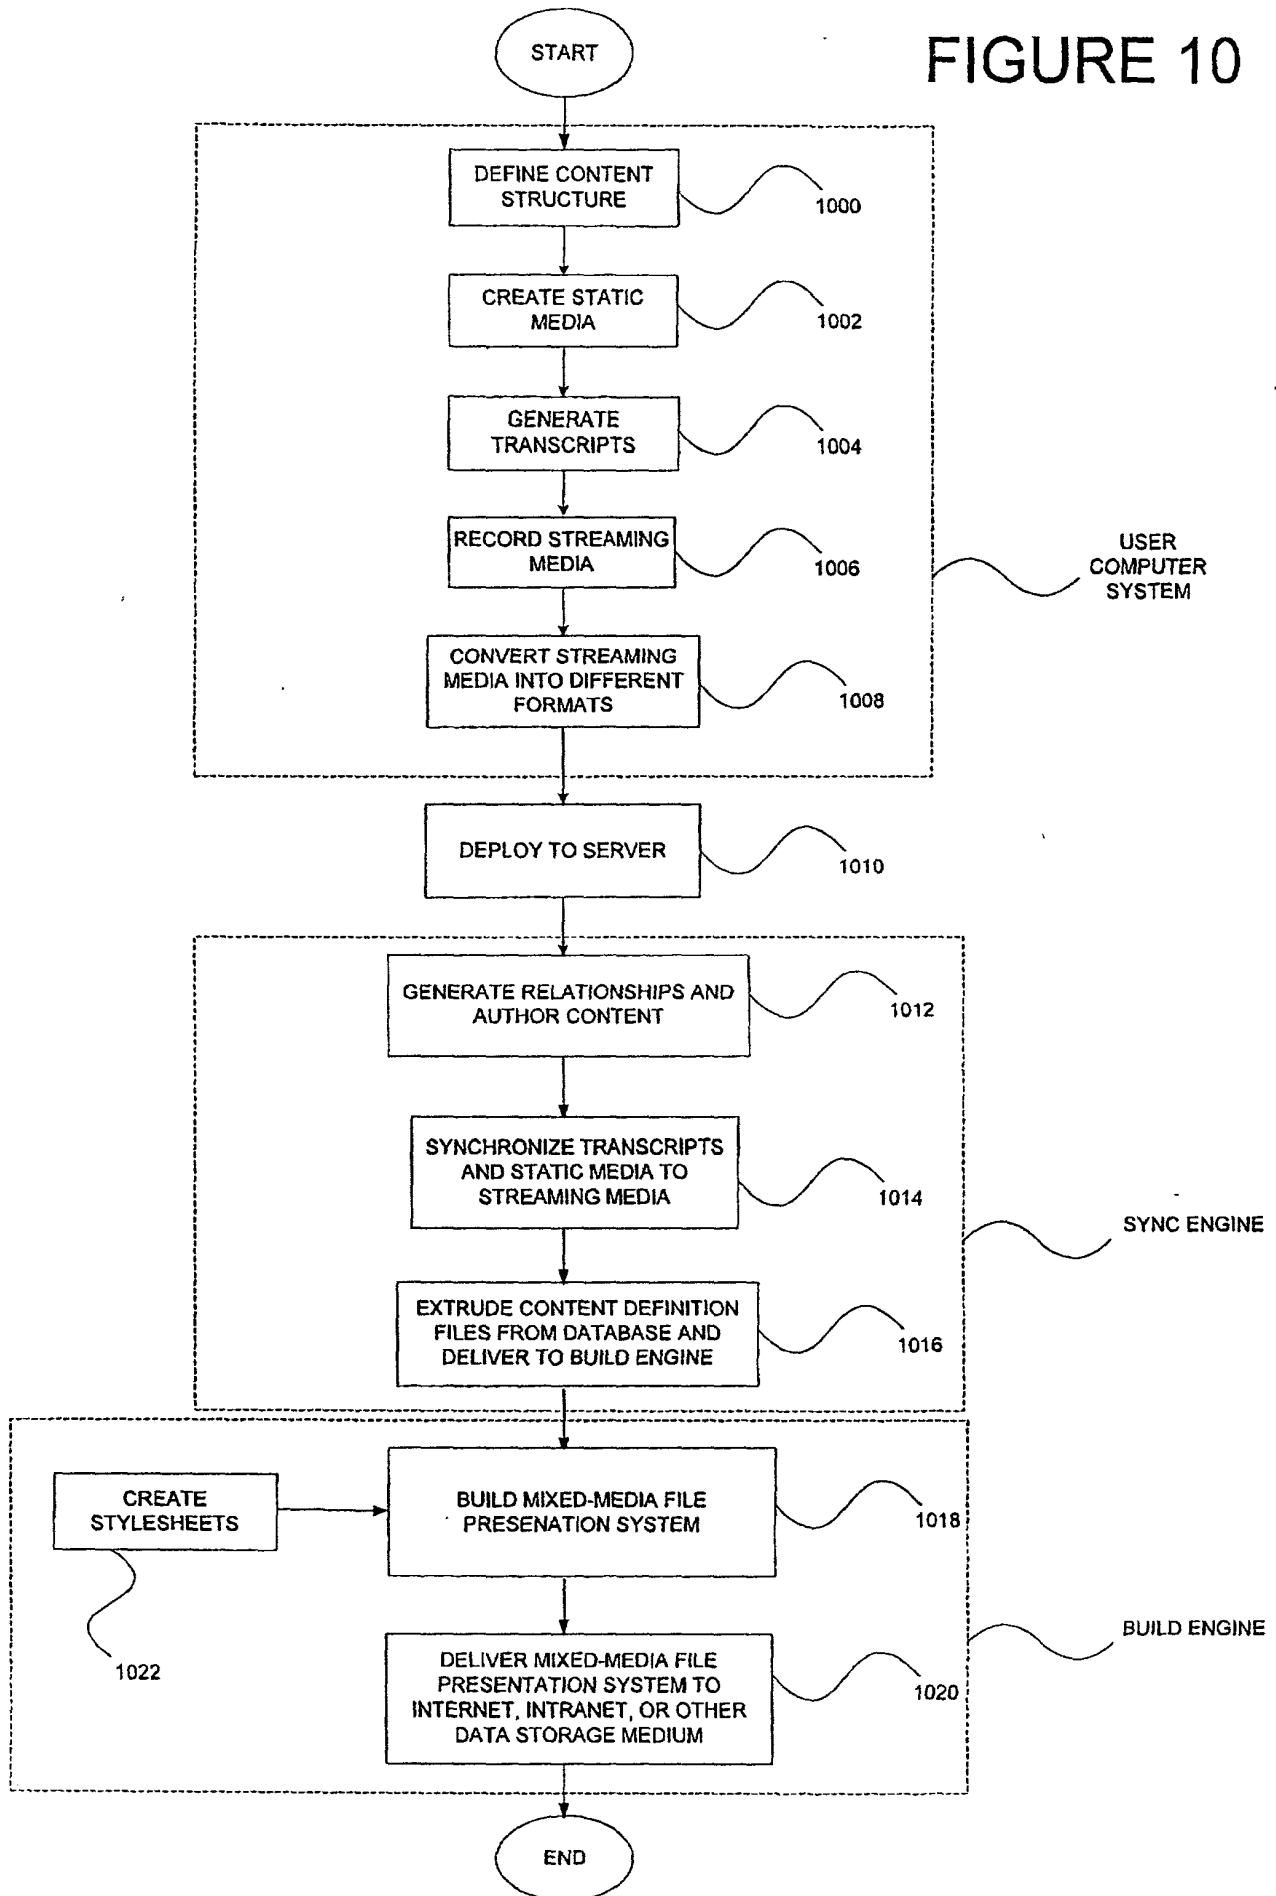 FIGURE 10
START
DEFINE CONTENT
STRUCTURE
1000
CREATE STATIC
MEDIA
1002
GENERATE
TRANSCRIPTS
1004
RECORD STREAMING
MEDIA
1006
CONVERT STREAMING
MEDIA INTO DIFFERENT
FORMATS
1008
USER
COMPUTER
SYSTEM
DEPLOY TO SERVER
1010
GENERATE RELATIONSHIPS AND
AUTHOR CONTENT
1012
SYNCHRONIZE TRANSCRIPTS
AND STATIC MEDIA TO
STREAMING MEDIA
1014
EXTRUDE CONTENT DEFINITION
FILES FROM DATABASE AND
DELIVER TO BUILD ENGINE
1016
SYNC ENGINE
CREATE
STYLESHEETS
1022
BUILD MIXED-MEDIA FILE
PRESENATION SYSTEM
1018
DELIVER MIXED-MEDIA FILE
PRESENTATION SYSTEM TO
INTERNET, INTRANET, OR OTHER
DATA STORAGE MEDIUM
1020
BUILD ENGINE
END